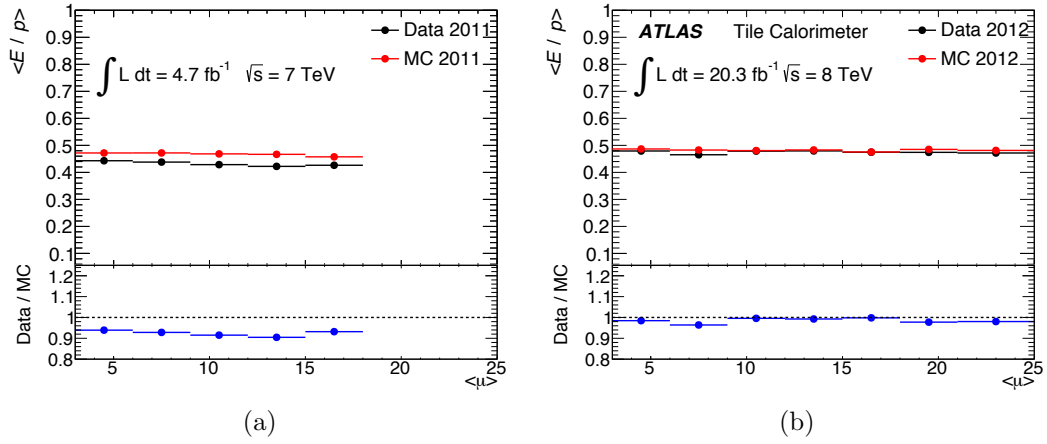 <E / p>
1
0.9
0.8
0.7
0.6
0.5
0.4
0.3
0.2
0.1
Data 2011
MC 2011
∫ L dt = 4.7 fb⁻¹ √s = 7 TeV
Data / MC
1.2
1.1
1
0.9
0.8
5 10 15 20 25
<μ>
(a)
<E / p>
1
0.9
0.8
0.7
0.6
0.5
0.4
0.3
0.2
0.1
ATLAS Tile Calorimeter
Data 2012
MC 2012
∫ L dt = 20.3 fb⁻¹ √s = 8 TeV
Data / MC
1.2
1.1
1
0.9
0.8
5 10 15 20 25
<μ>
(b)